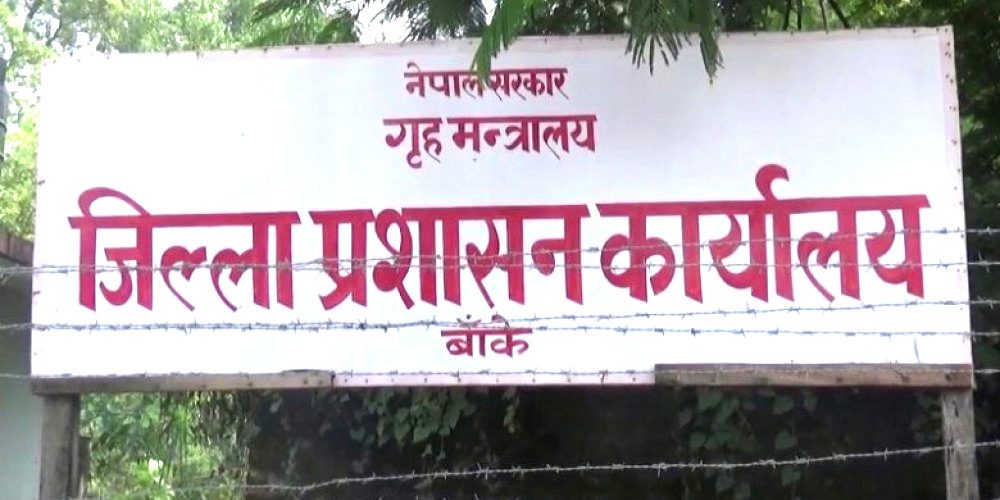 नेपाल सरकार
गृह मन्त्रालय
जिल्ला प्रशासन कार्यालय
बाँके